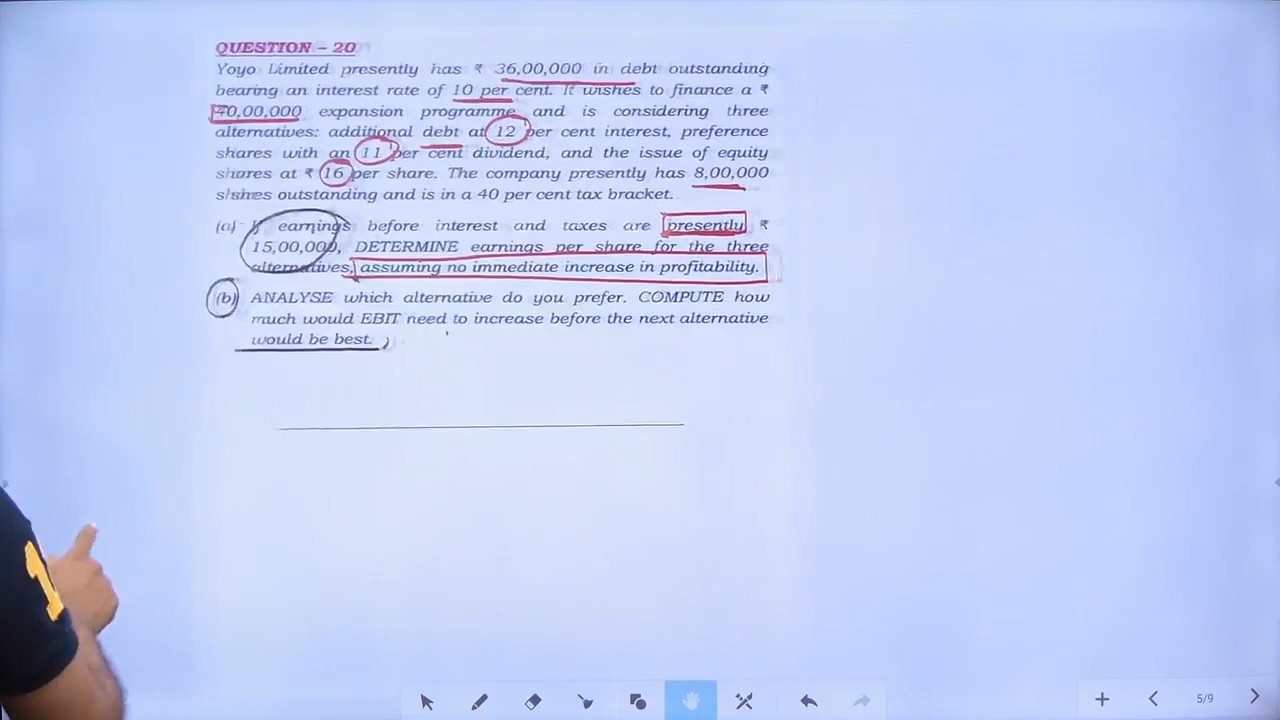 QUESTION – 20
Yoyo Limited presently has ₹ 36,00,000 in debt outstanding
bearing an interest rate of 10 per cent. It wishes to finance a ₹
40,00,000 expansion programme and is considering three
alternatives: additional debt at 12 per cent interest, preference
shares with an 11 per cent dividend, and the issue of equity
shares at ₹ 16 per share. The company presently has 8,00,000
shares outstanding and is in a 40 per cent tax bracket.
(a) If earnings before interest and taxes are presently ₹
15,00,000, DETERMINE earnings per share for the three
alternatives, assuming no immediate increase in profitability.
(b) ANALYSE which alternative do you prefer. COMPUTE how
much would EBIT need to increase before the next alternative
would be best.
1
5/9